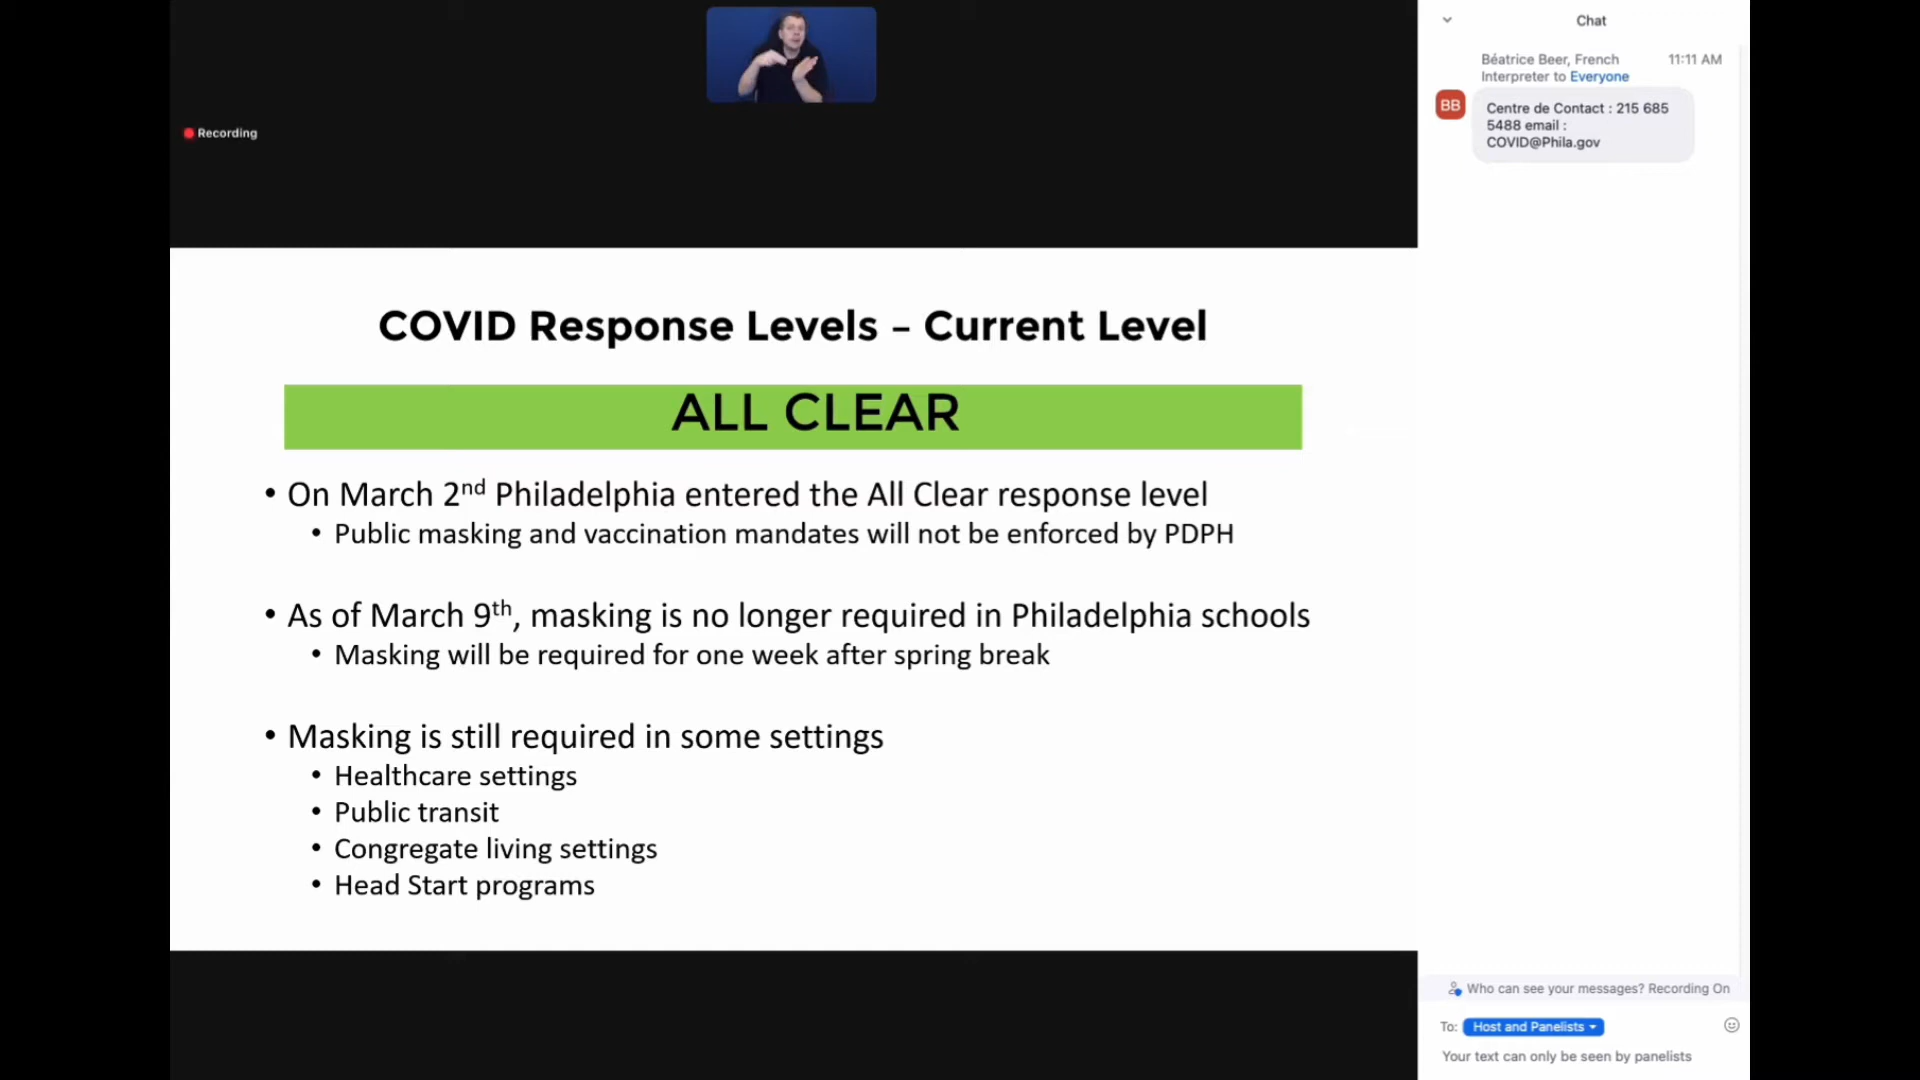 Recording
COVID Response Levels – Current Level
ALL CLEAR
• On March 2nd Philadelphia entered the All Clear response level
• Public masking and vaccination mandates will not be enforced by PDPH
• As of March 9th, masking is no longer required in Philadelphia schools
• Masking will be required for one week after spring break
• Masking is still required in some settings
• Healthcare settings
• Public transit
• Congregate living settings
• Head Start programs
Chat
Béatrice Beer, French 11:11 AM
Interpreter to Everyone
BB
Centre de Contact : 215 685
5488 email :
COVID@Phila.gov
Who can see your messages? Recording On
To: Host and Panelists
Your text can only be seen by panelists